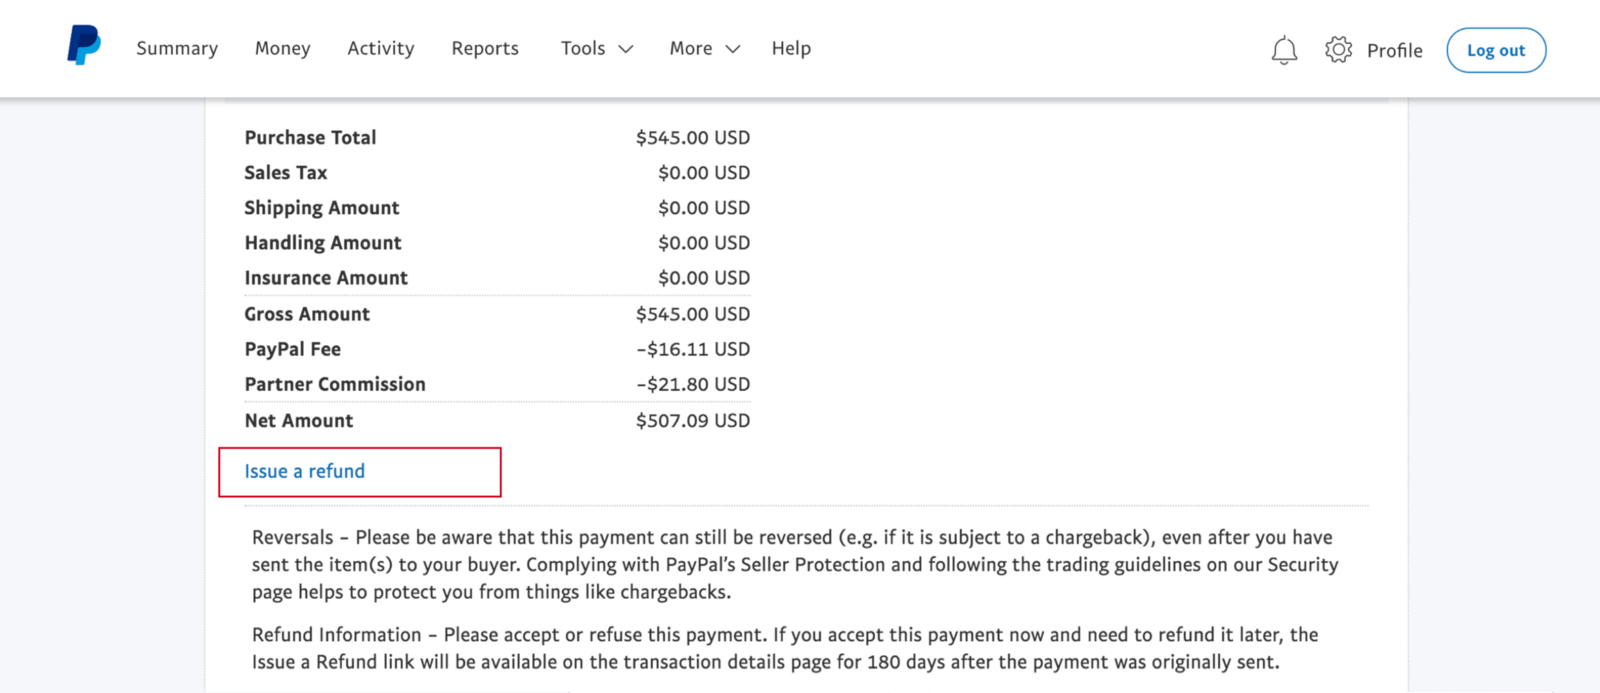 Summary Money Activity Reports Tools More Help Profile Log out
Purchase Total $545.00 USD
Sales Tax $0.00 USD
Shipping Amount $0.00 USD
Handling Amount $0.00 USD
Insurance Amount $0.00 USD
Gross Amount $545.00 USD
PayPal Fee -$16.11 USD
Partner Commission -$21.80 USD
Net Amount $507.09 USD
Issue a refund
Reversals – Please be aware that this payment can still be reversed (e.g. if it is subject to a chargeback), even after you have
sent the item(s) to your buyer. Complying with PayPal’s Seller Protection and following the trading guidelines on our Security
page helps to protect you from things like chargebacks.
Refund Information – Please accept or refuse this payment. If you accept this payment now and need to refund it later, the
Issue a Refund link will be available on the transaction details page for 180 days after the payment was originally sent.